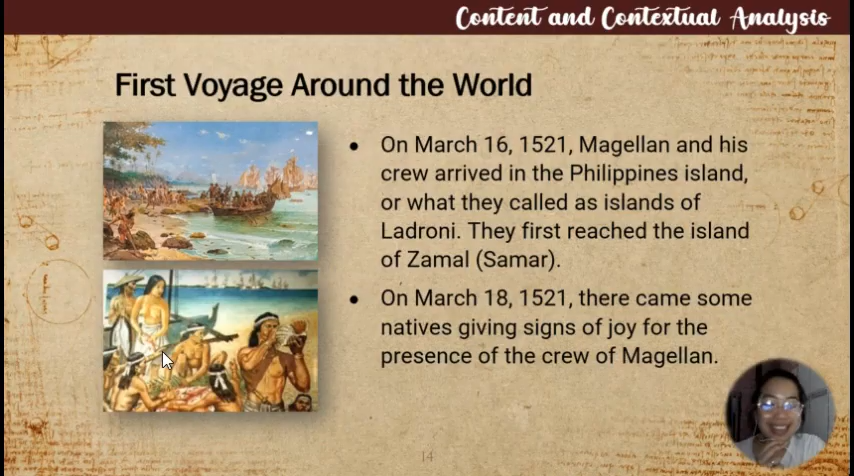 Content and Contextual Analysis
First Voyage Around the World
• On March 16, 1521, Magellan and his
crew arrived in the Philippines island,
or what they called as islands of
Ladroni. They first reached the island
of Zamal (Samar).
• On March 18, 1521, there came some
natives giving signs of joy for the
presence of the crew of Magellan.
14